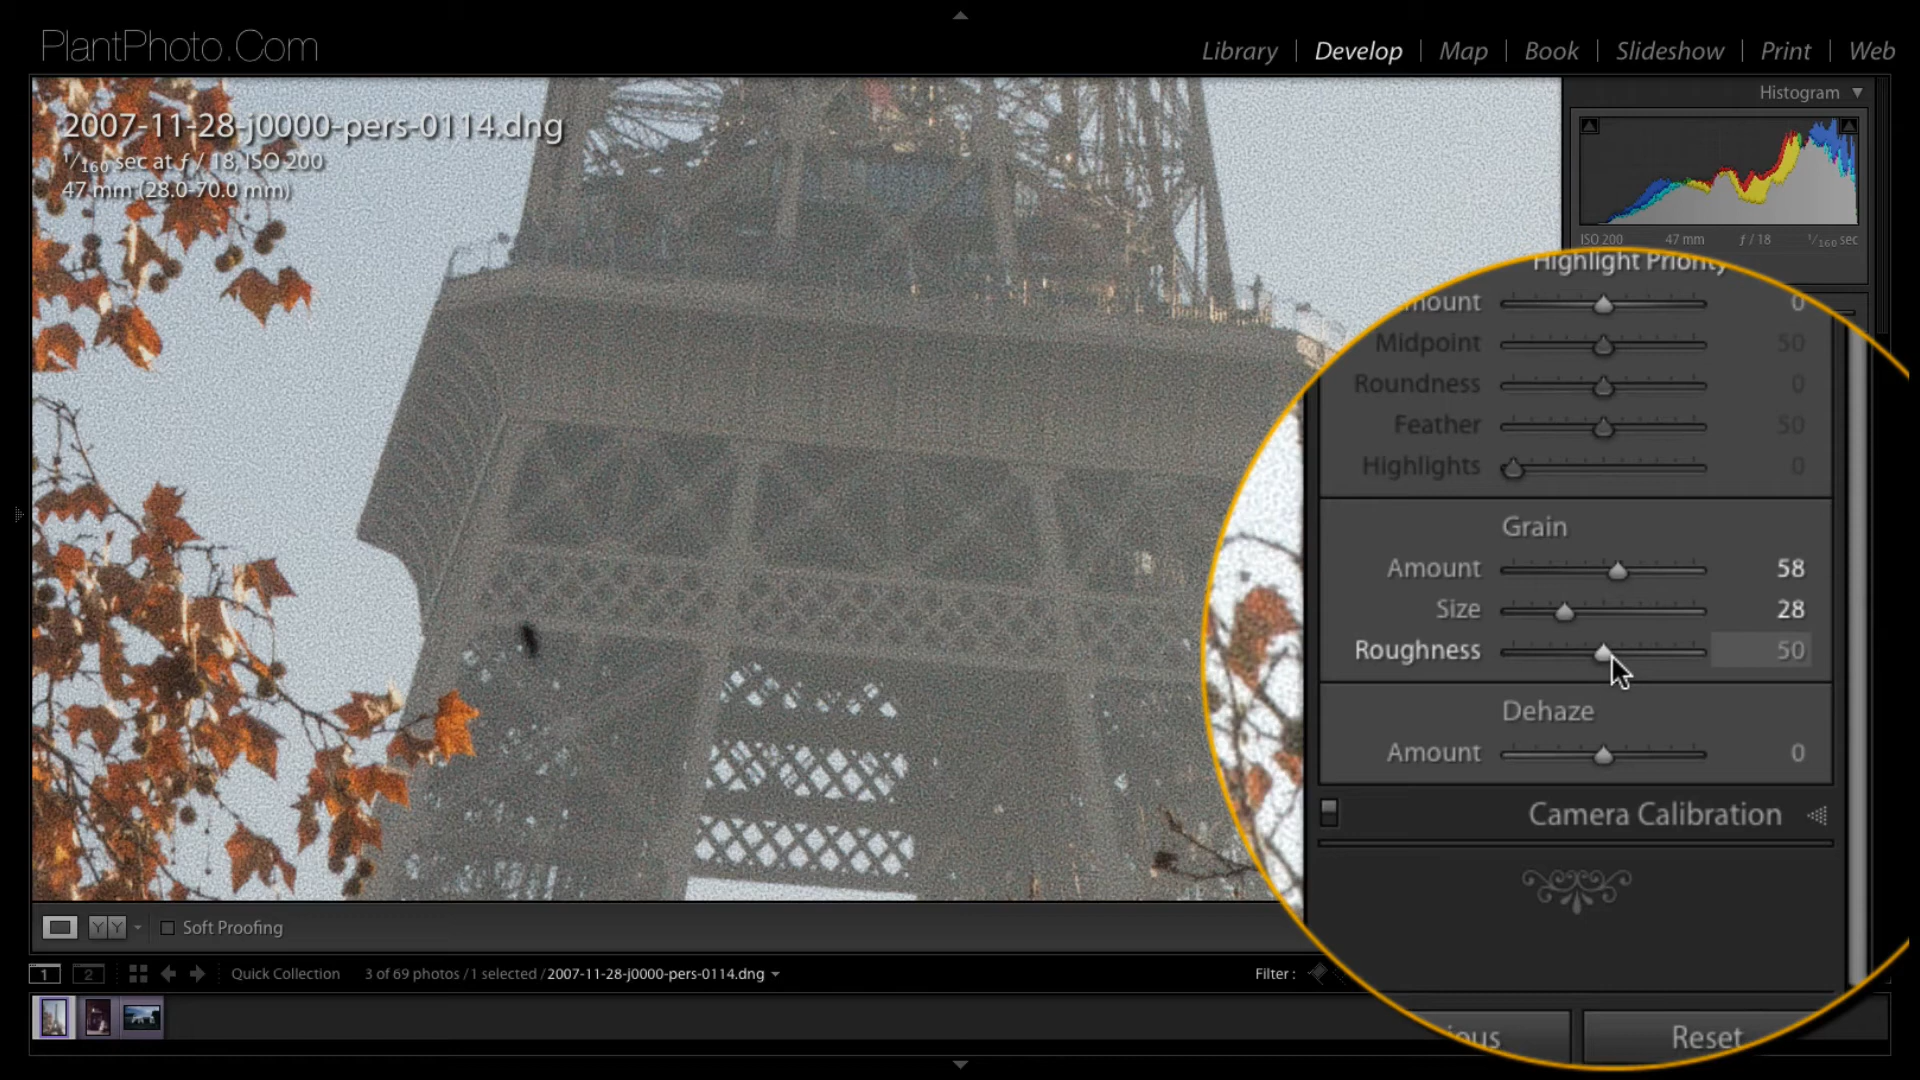 PlantPhoto.Com
Library | Develop | Map | Book | Slideshow | Print | Web
2007-11-28-j0000-pers-0114.dng
1/160 sec at ƒ / 18, ISO 200
47 mm (28.0-70.0 mm)
Histogram
ISO 200 47 mm ƒ / 18 1/160 sec
Highlight Priority
Amount 0
Midpoint 50
Roundness 0
Feather 50
Highlights 0
Grain
Amount 58
Size 28
Roughness 50
Dehaze
Amount 0
Camera Calibration
Reset
Y Y Soft Proofing
1 2 Quick Collection 3 of 69 photos / 1 selected / 2007-11-28-j0000-pers-0114.dng Filter :